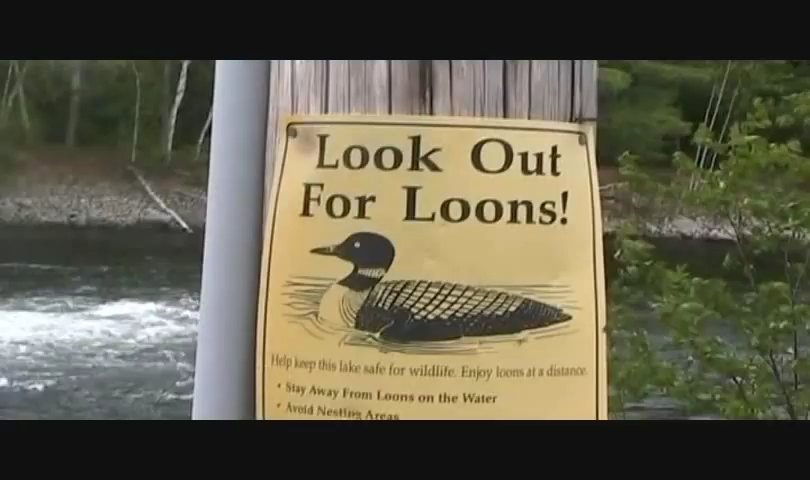 Look Out
For Loons!
Help keep this lake safe for wildlife. Enjoy loons at a distance.
• Stay Away From Loons on the Water
• Avoid Nesting Areas